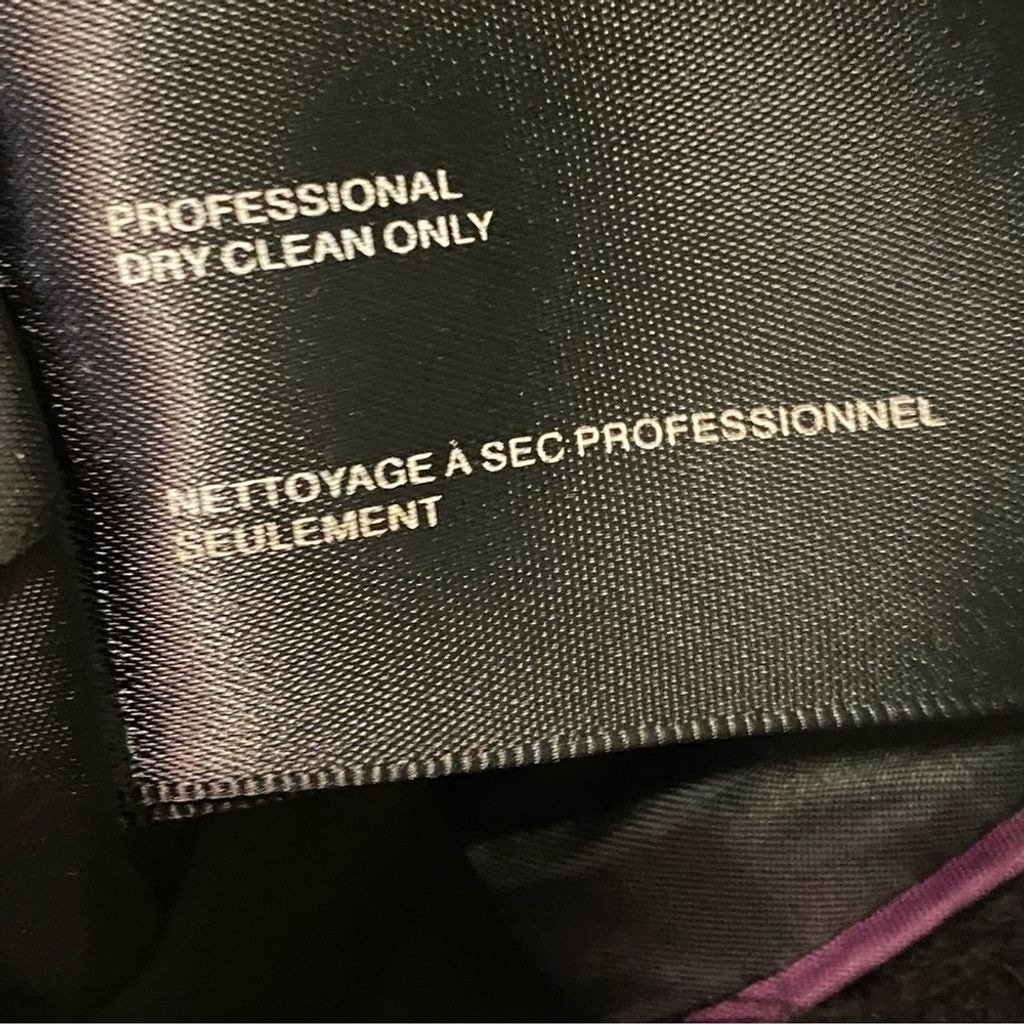 PROFESSIONAL
DRY CLEAN ONLY
NETTOYAGE À SEC PROFESSIONNEL
SEULEMENT